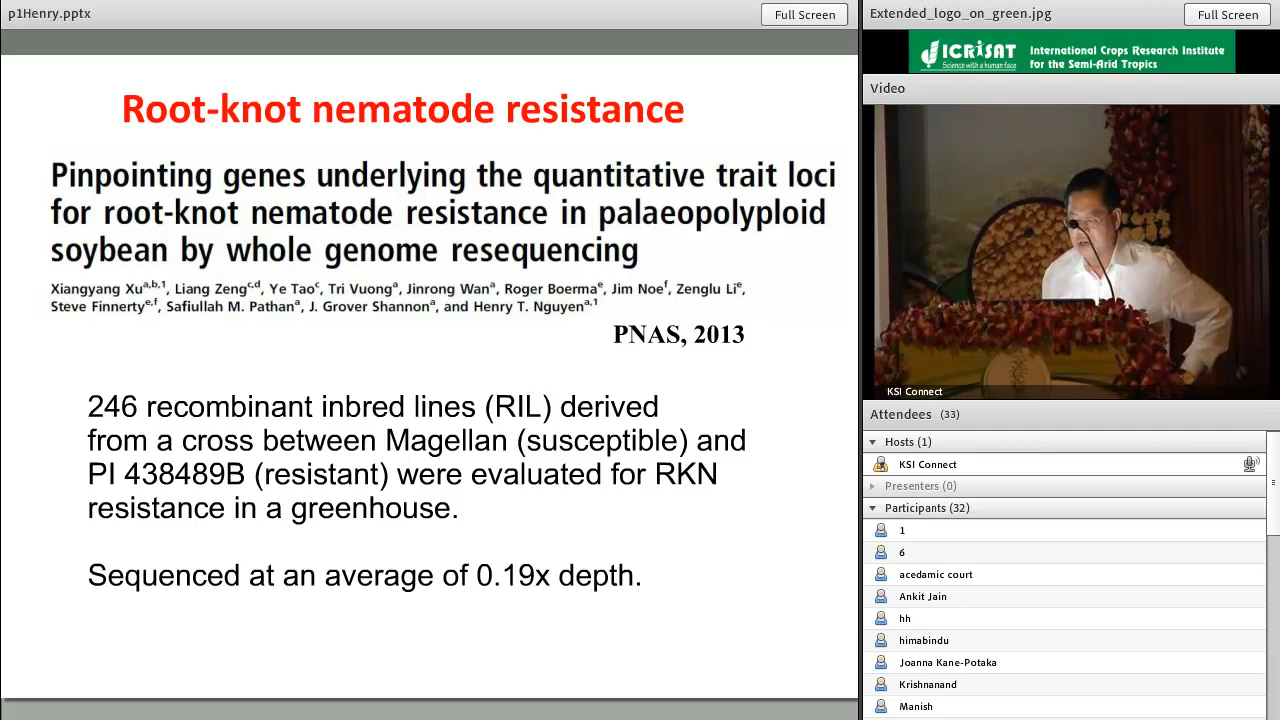 p1Henry.pptx
Full Screen
Root-knot nematode resistance
Pinpointing genes underlying the quantitative trait loci
for root-knot nematode resistance in palaeopolyploid
soybean by whole genome resequencing
Xiangyang Xuᵃ,ᵇ,¹, Liang Zengᶜ,ᵈ, Ye Taoᶜ, Tri Vuongᵃ, Jinrong Wanᵃ, Roger Boermaᵉ, Jim Noeᶠ, Zenglu Liᵉ,
Steve Finnertyᵉ,ᶠ, Safiullah M. Pathanᵃ, J. Grover Shannonᵃ, and Henry T. Nguyenᵃ,¹
PNAS, 2013
246 recombinant inbred lines (RIL) derived
from a cross between Magellan (susceptible) and
PI 438489B (resistant) were evaluated for RKN
resistance in a greenhouse.
Sequenced at an average of 0.19x depth.
Extended_logo_on_green.jpg
Full Screen
ICRISAT
Science with a human face
International Crops Research Institute
for the Semi-Arid Tropics
Video
KSI Connect
Attendees (33)
Hosts (1)
KSI Connect
Presenters (0)
Participants (32)
1
6
acedamic court
Ankit Jain
hh
himabindu
Joanna Kane-Potaka
Krishnanand
Manish